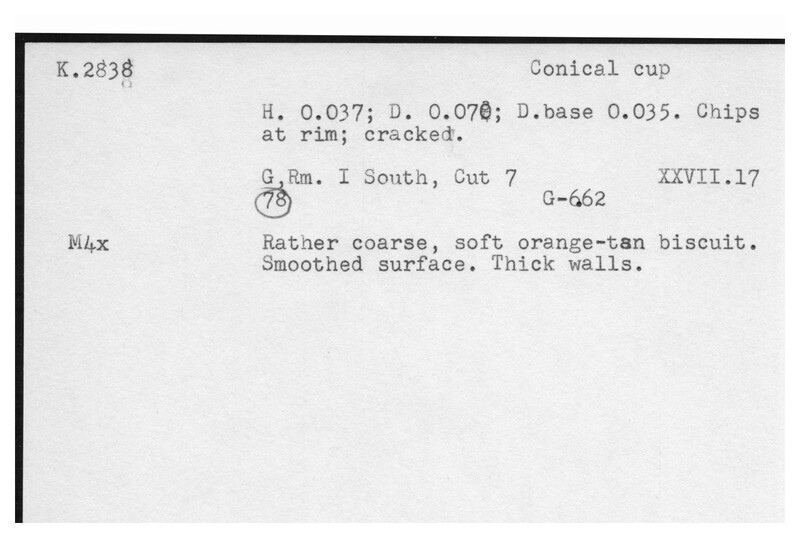 K.2838 Conical cup
H. 0.037; D. 0.070; D.base 0.035. Chips
at rim; cracked.
G,Rm. I South, Cut 7 XXVII.17
78 G-662
M4x Rather coarse, soft orange-tan biscuit.
Smoothed surface. Thick walls.